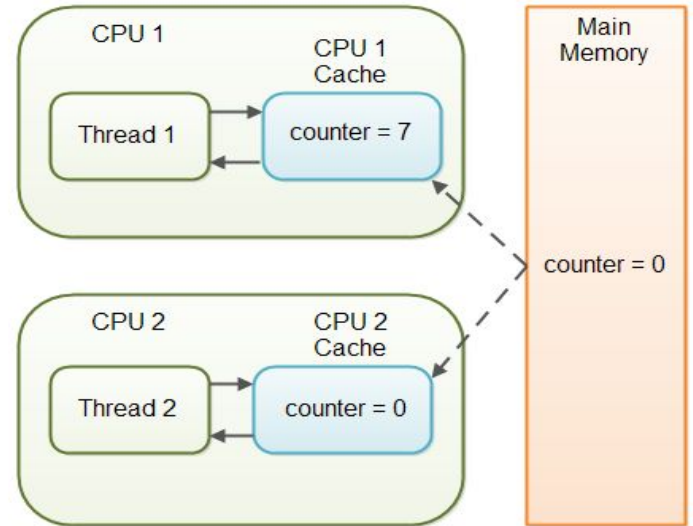 CPU 1
CPU 1
Cache
Thread 1
counter = 7
CPU 2
CPU 2
Cache
Thread 2
counter = 0
Main
Memory
counter = 0